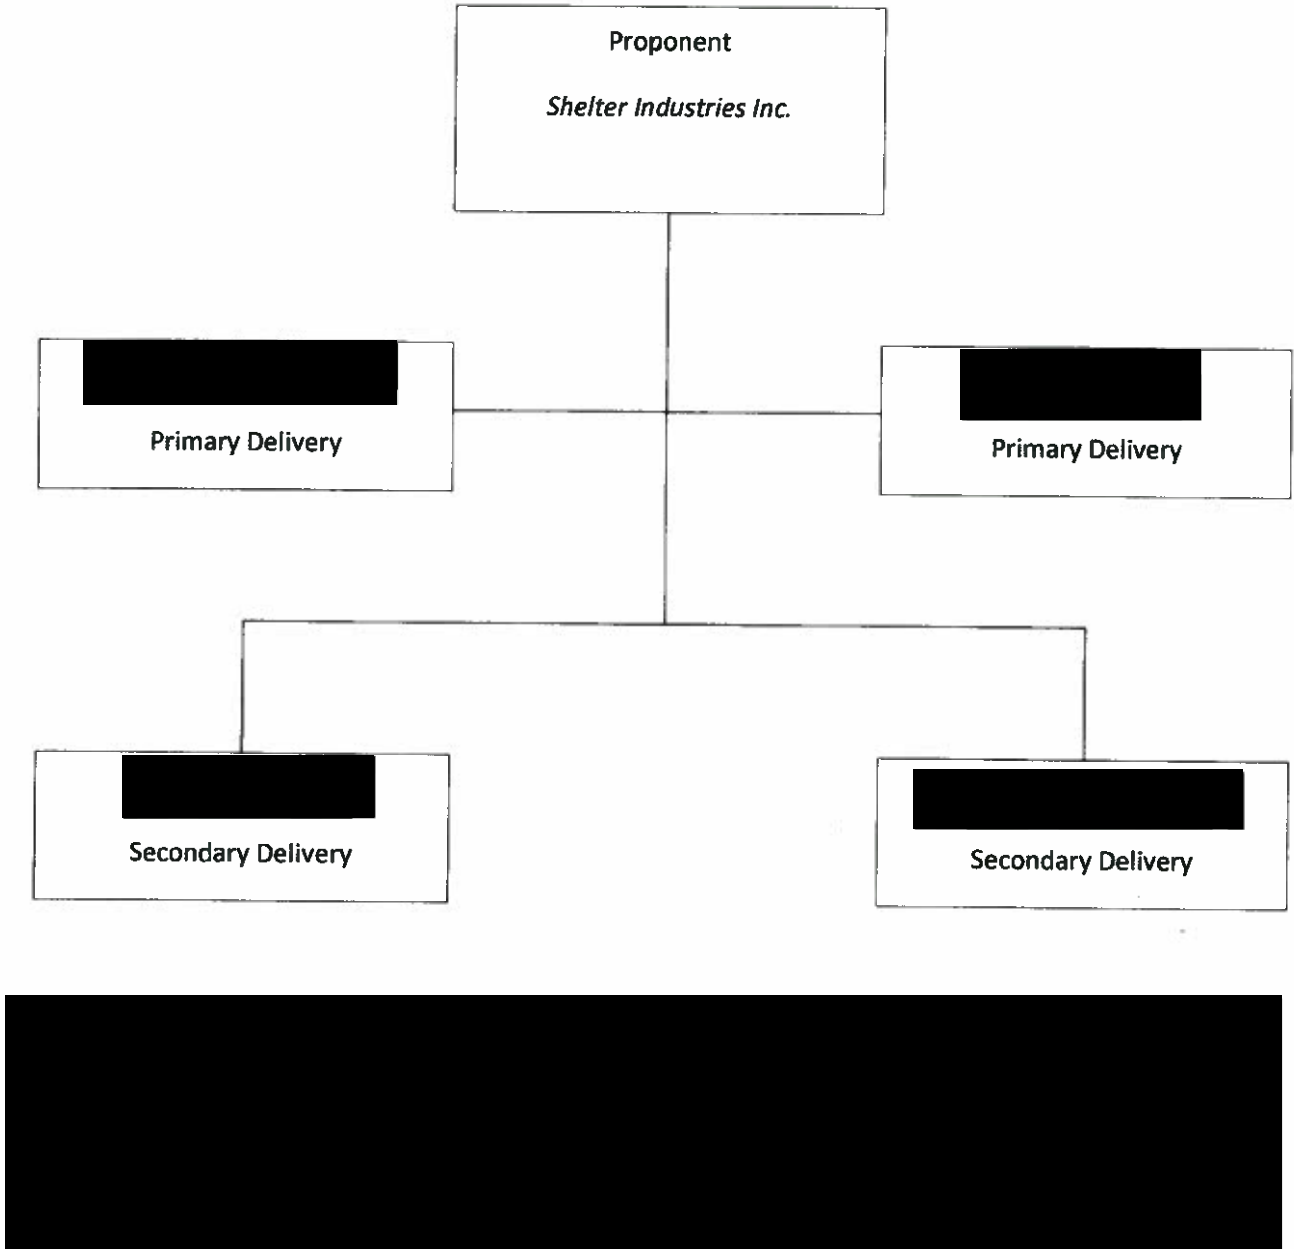 Proponent
Shelter Industries Inc.
Primary Delivery
Primary Delivery
Secondary Delivery
Secondary Delivery